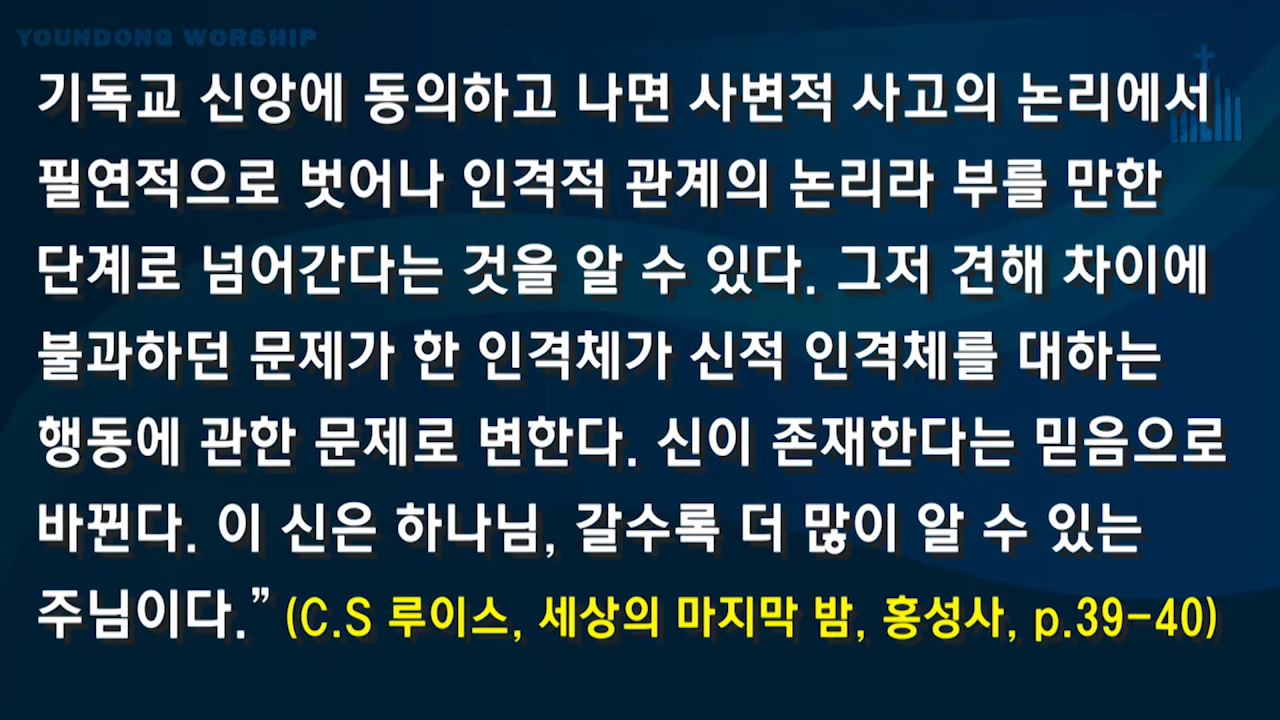 YOUNDONG WORSHIP
기독교 신앙에 동의하고 나면 사변적 사고의 논리에서
필연적으로 벗어나 인격적 관계의 논리라 부를 만한
단계로 넘어간다는 것을 알 수 있다. 그저 견해 차이에
불과하던 문제가 한 인격체가 신적 인격체를 대하는
행동에 관한 문제로 변한다. 신이 존재한다는 믿음으로
바뀐다. 이 신은 하나님, 갈수록 더 많이 알 수 있는
주님이다.” (C.S 루이스, 세상의 마지막 밤, 홍성사, p.39-40)